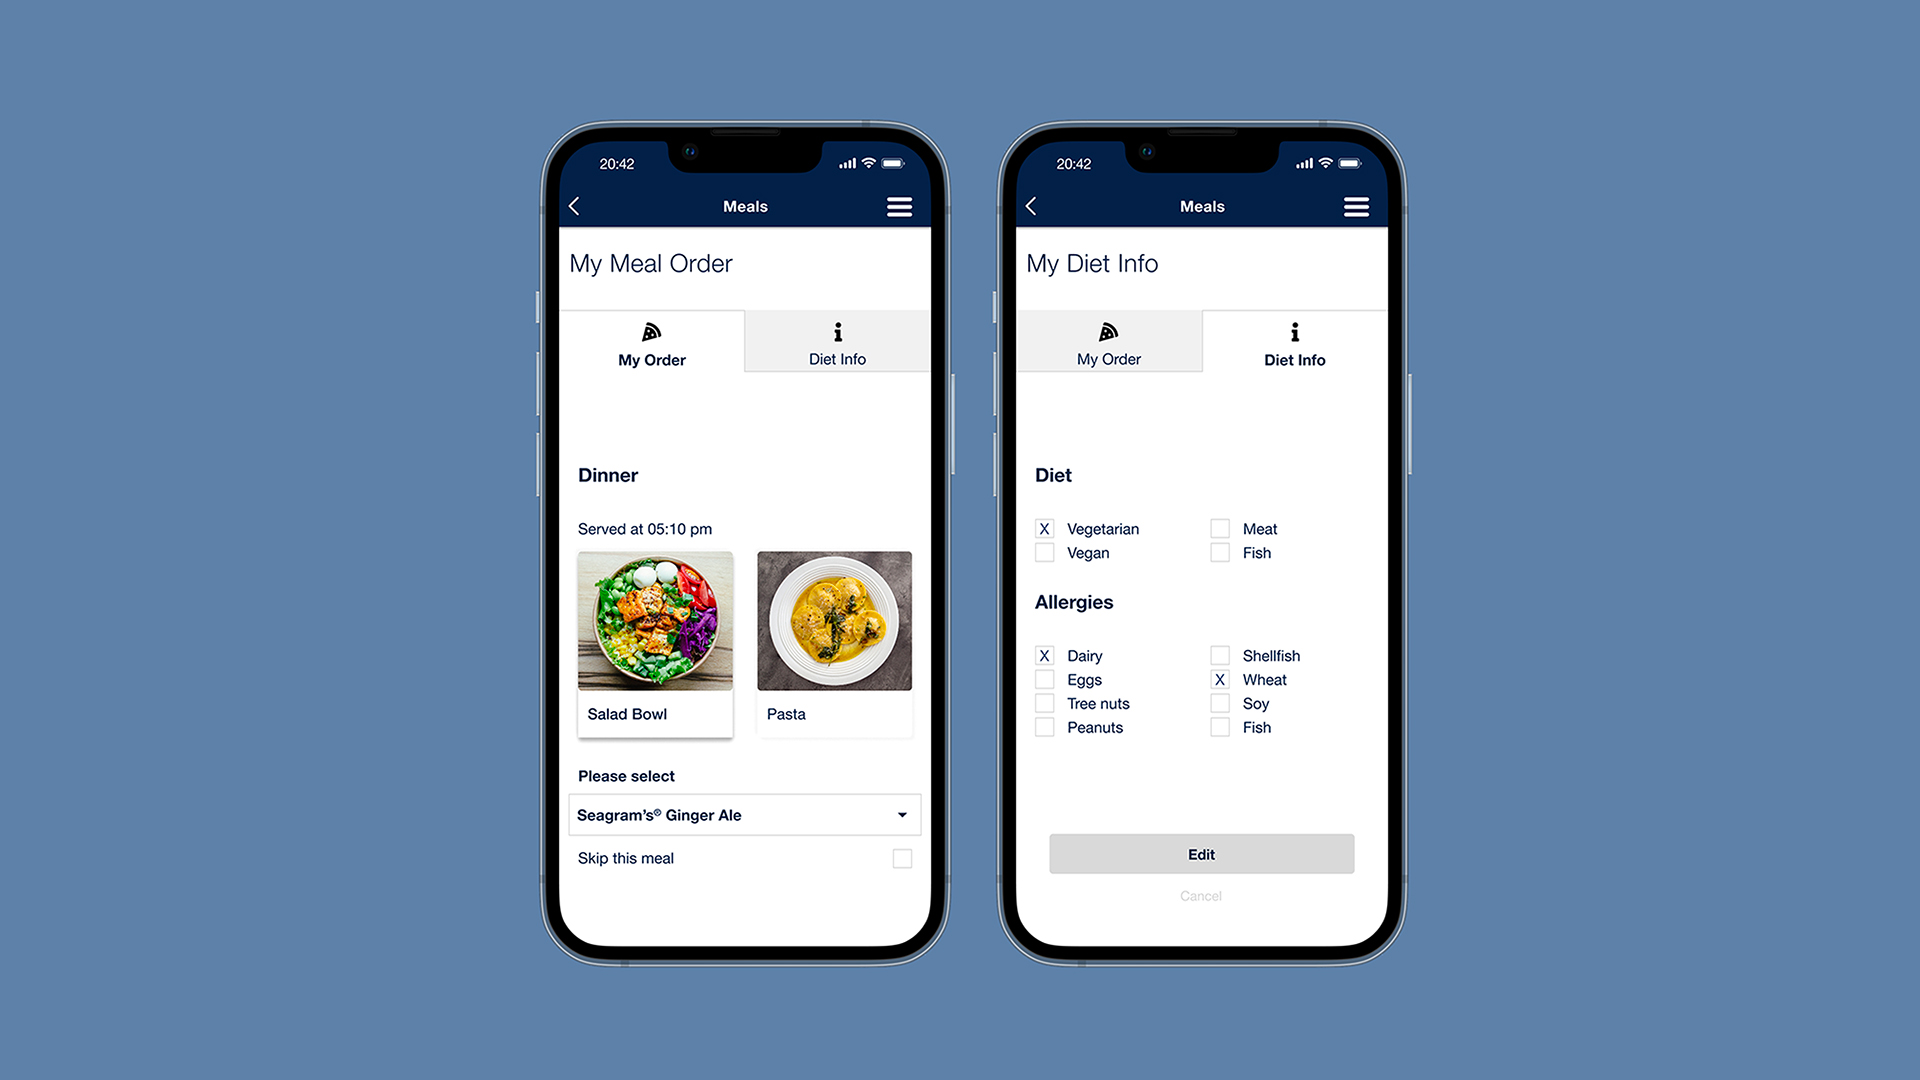 20:42
Meals
My Meal Order
My Order
Diet Info
Dinner
Served at 05:10 pm
Salad Bowl
Pasta
Please select
Seagram's® Ginger Ale
Skip this meal
20:42
Meals
My Diet Info
My Order
Diet Info
Diet
X Vegetarian
Meat
Vegan
Fish
Allergies
X Dairy
Shellfish
Eggs
X Wheat
Tree nuts
Soy
Peanuts
Fish
Edit
Cancel